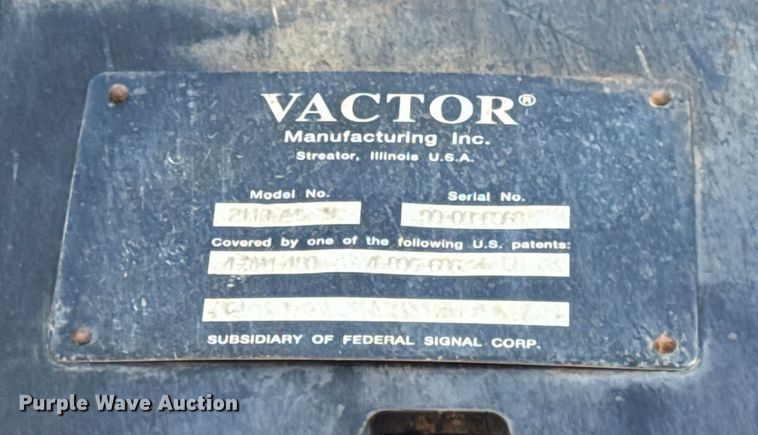 VACTOR®
Manufacturing Inc.
Streator, Illinois U.S.A.
Model No. Serial No.
Covered by one of the following U.S. patents:
SUBSIDIARY OF FEDERAL SIGNAL CORP.
Purple Wave Auction